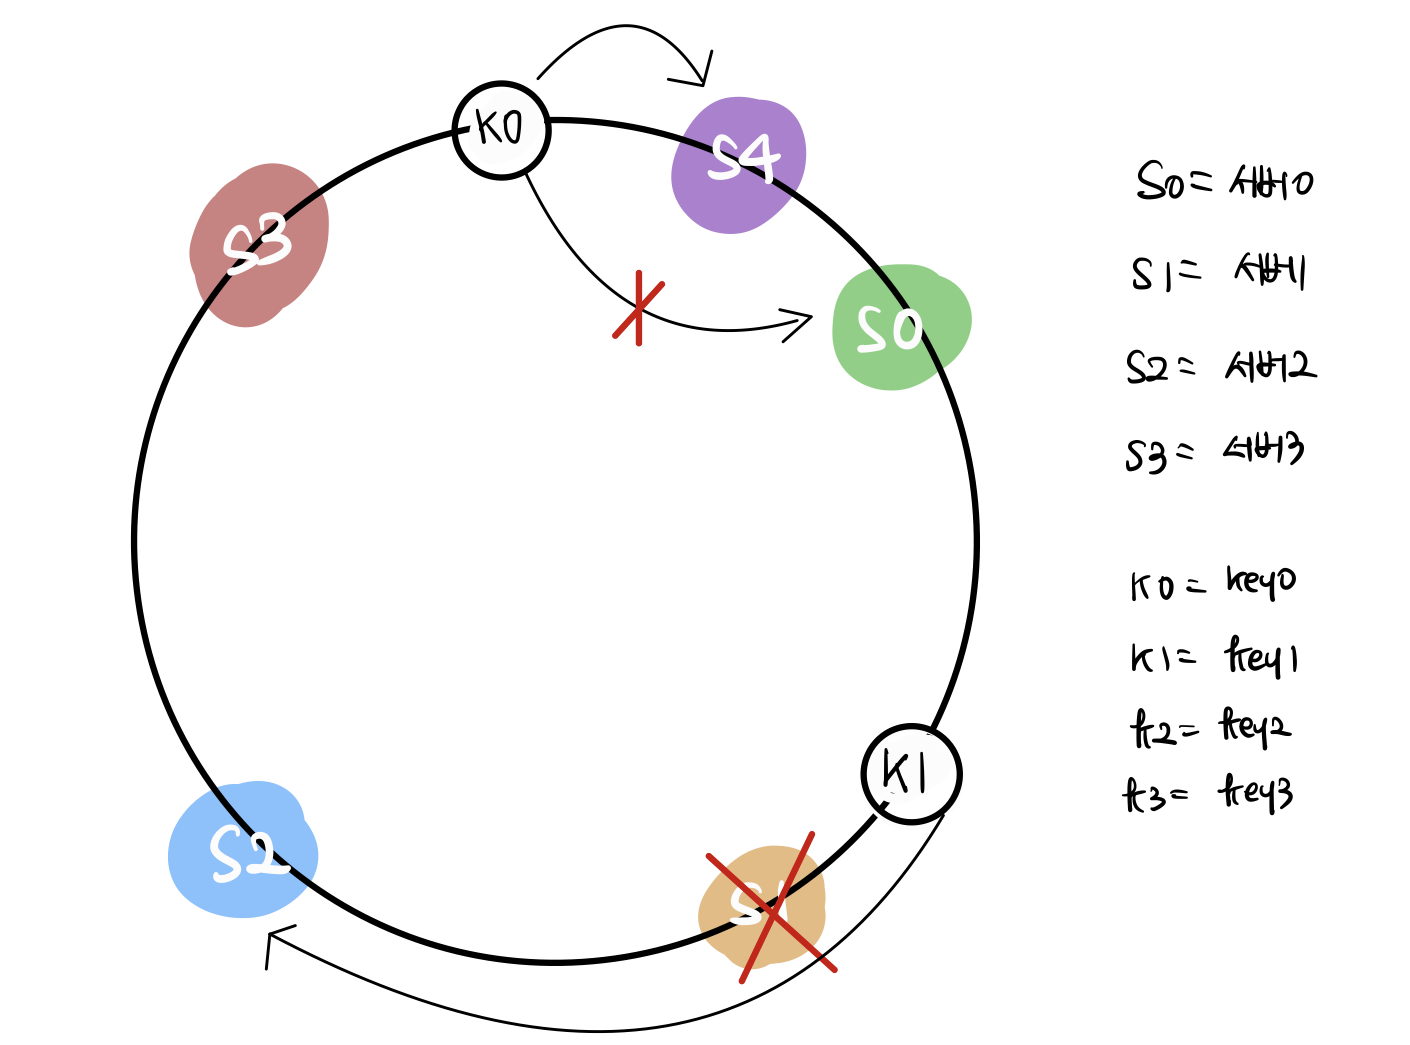 K0
S4
S3
S0
K1
S2
S1
S0= 서버0
S1= 서버1
S2= 서버2
S3= 서버3
K0= key0
K1= key1
k2= key2
k3= key3